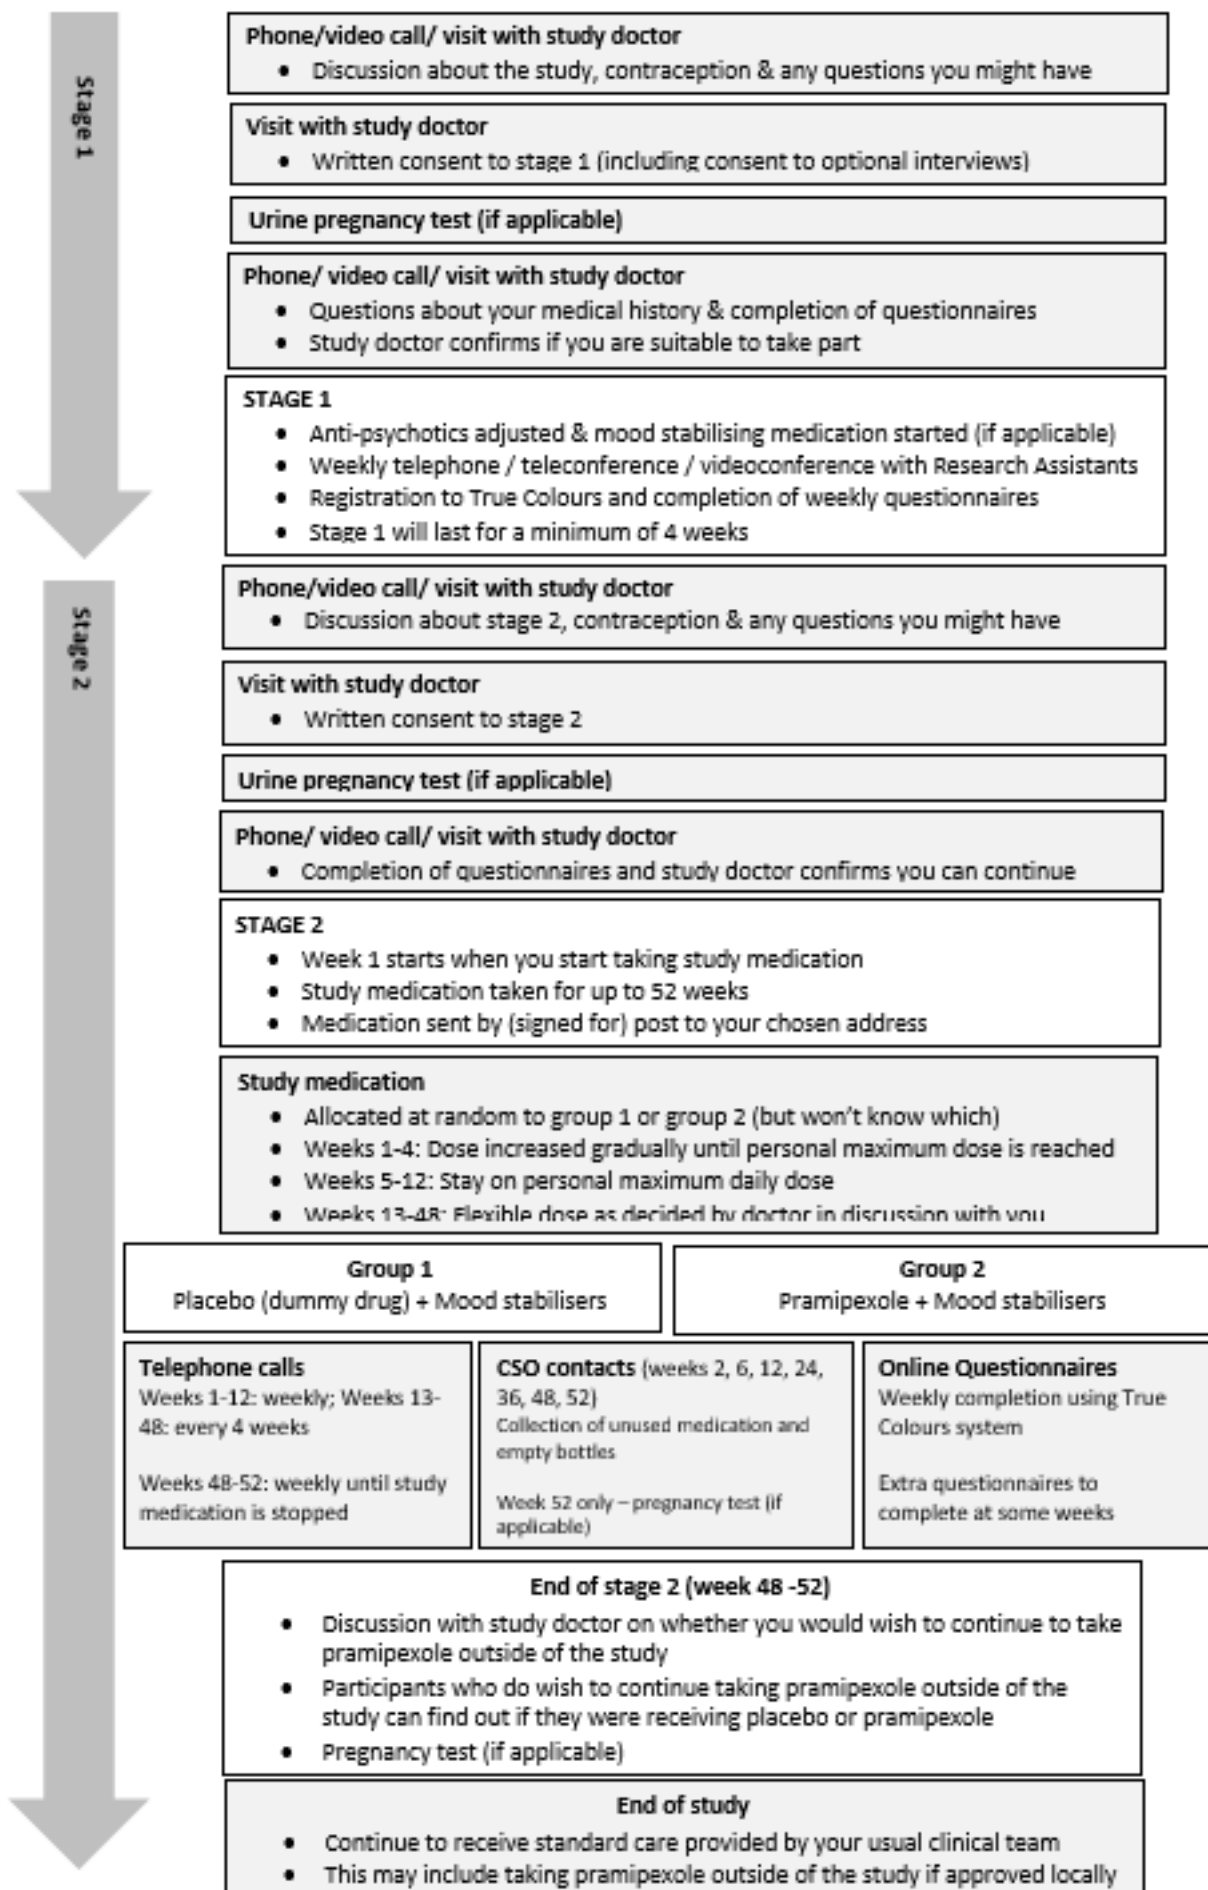 Stage 1
Phone/video call/ visit with study doctor
• Discussion about the study, contraception & any questions you might have
Visit with study doctor
• Written consent to stage 1 (including consent to optional interviews)
Urine pregnancy test (if applicable)
Phone/ video call/ visit with study doctor
• Questions about your medical history & completion of questionnaires
• Study doctor confirms if you are suitable to take part
STAGE 1
• Anti-psychotics adjusted & mood stabilising medication started (if applicable)
• Weekly telephone / teleconference / videoconference with Research Assistants
• Registration to True Colours and completion of weekly questionnaires
• Stage 1 will last for a minimum of 4 weeks
Stage 2
Phone/video call/ visit with study doctor
• Discussion about stage 2, contraception & any questions you might have
Visit with study doctor
• Written consent to stage 2
Urine pregnancy test (if applicable)
Phone/ video call/ visit with study doctor
• Completion of questionnaires and study doctor confirms you can continue
STAGE 2
• Week 1 starts when you start taking study medication
• Study medication taken for up to 52 weeks
• Medication sent by (signed for) post to your chosen address
Study medication
• Allocated at random to group 1 or group 2 (but won't know which)
• Weeks 1-4: Dose increased gradually until personal maximum dose is reached
• Weeks 5-12: Stay on personal maximum daily dose
• Weeks 13-48: Flexible dose as decided by doctor in discussion with you
Group 1
Placebo (dummy drug) + Mood stabilisers
Group 2
Pramipexole + Mood stabilisers
Telephone calls
Weeks 1-12: weekly; Weeks 13-
48: every 4 weeks
Weeks 48-52: weekly until study
medication is stopped
CSO contacts (weeks 2, 6, 12, 24,
36, 48, 52)
Collection of unused medication and
empty bottles
Week 52 only – pregnancy test (if
applicable)
Online Questionnaires
Weekly completion using True
Colours system
Extra questionnaires to
complete at some weeks
End of stage 2 (week 48 -52)
• Discussion with study doctor on whether you would wish to continue to take
pramipexole outside of the study
• Participants who do wish to continue taking pramipexole outside of the
study can find out if they were receiving placebo or pramipexole
• Pregnancy test (if applicable)
End of study
• Continue to receive standard care provided by your usual clinical team
• This may include taking pramipexole outside of the study if approved locally